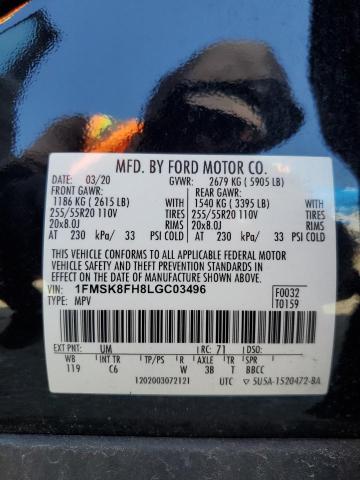 MFD. BY FORD MOTOR CO.
DATE: 03/20 GVWR: 2679 KG ( 5905 LB)
FRONT GAWR: REAR GAWR:
1186 KG ( 2615 LB) WITH 1540 KG ( 3395 LB) WITH
255/55R20 110V TIRES 255/55R20 110V TIRES
20x8.0J RIMS 20x8.0J RIMS
AT 230 kPa/ 33 PSI COLD AT 230 kPa/ 33 PSI COLD
THIS VEHICLE CONFORMS TO ALL APPLICABLE FEDERAL MOTOR
VEHICLE SAFETY, BUMPER, AND THEFT PREVENTION STANDARDS IN
EFFECT ON THE DATE OF MANUFACTURE SHOWN ABOVE.
VIN: 1FMSK8FH8LGC03496 F0032
TYPE: MPV T0159
EXT PNT: UM RC: 71 DSO:
WB INT TR TP/PS R AXLE TR SPR
119 C6 W 3B T BBCC
1202003072121 UTC 5U5A-1520472-BA